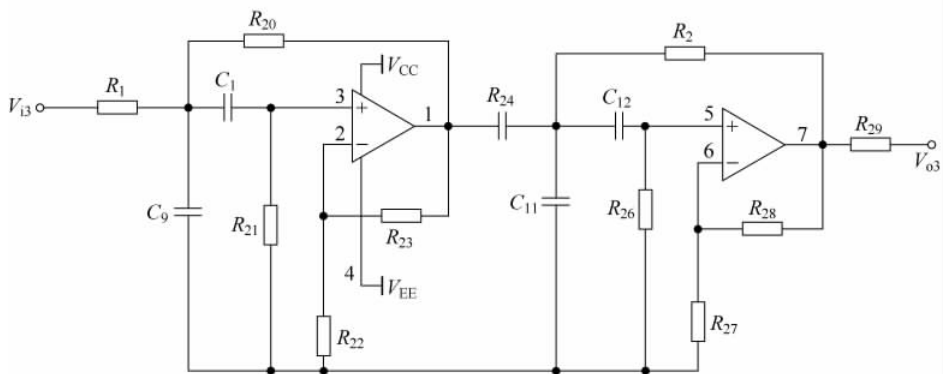 R20
R2
VCC
R1
C1
R24
C12
R29
Vi3
3
+
1
5
+
7
2
−
6
−
Vo3
C9
R21
R23
C11
R26
R28
4
VEE
R22
R27